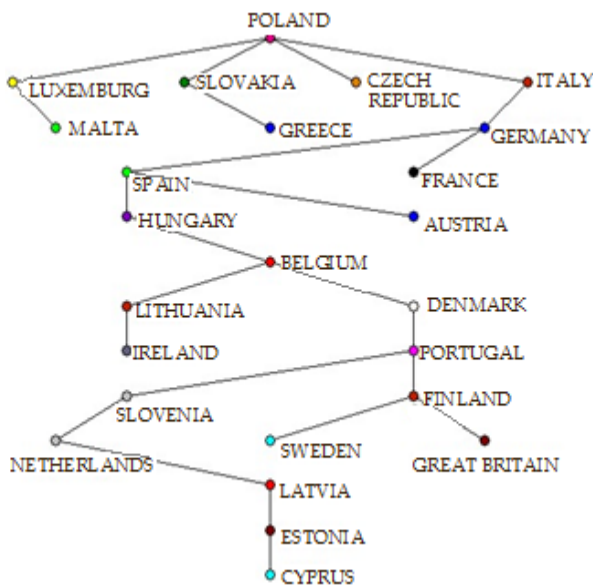 POLAND
LUXEMBURG
SLOVAKIA
CZECH
REPUBLIC
ITALY
MALTA
GREECE
GERMANY
SPAIN
FRANCE
HUNGARY
AUSTRIA
BELGIUM
LITHUANIA
DENMARK
IRELAND
PORTUGAL
SLOVENIA
FINLAND
NETHERLANDS
SWEDEN
GREAT BRITAIN
LATVIA
ESTONIA
CYPRUS